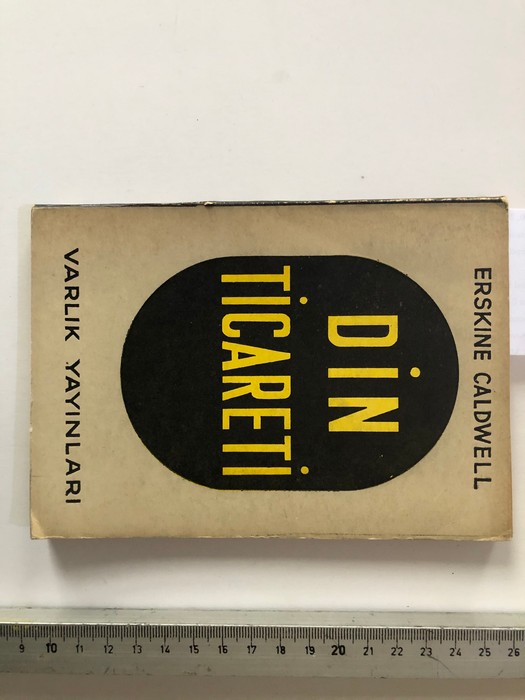 ERSKINE CALDWELL
DİN
TİCARETİ
VARLIK YAYINLARI
9 10 11 12 13 14 15 16 17 18 19 20 21 22 23 24 25 26